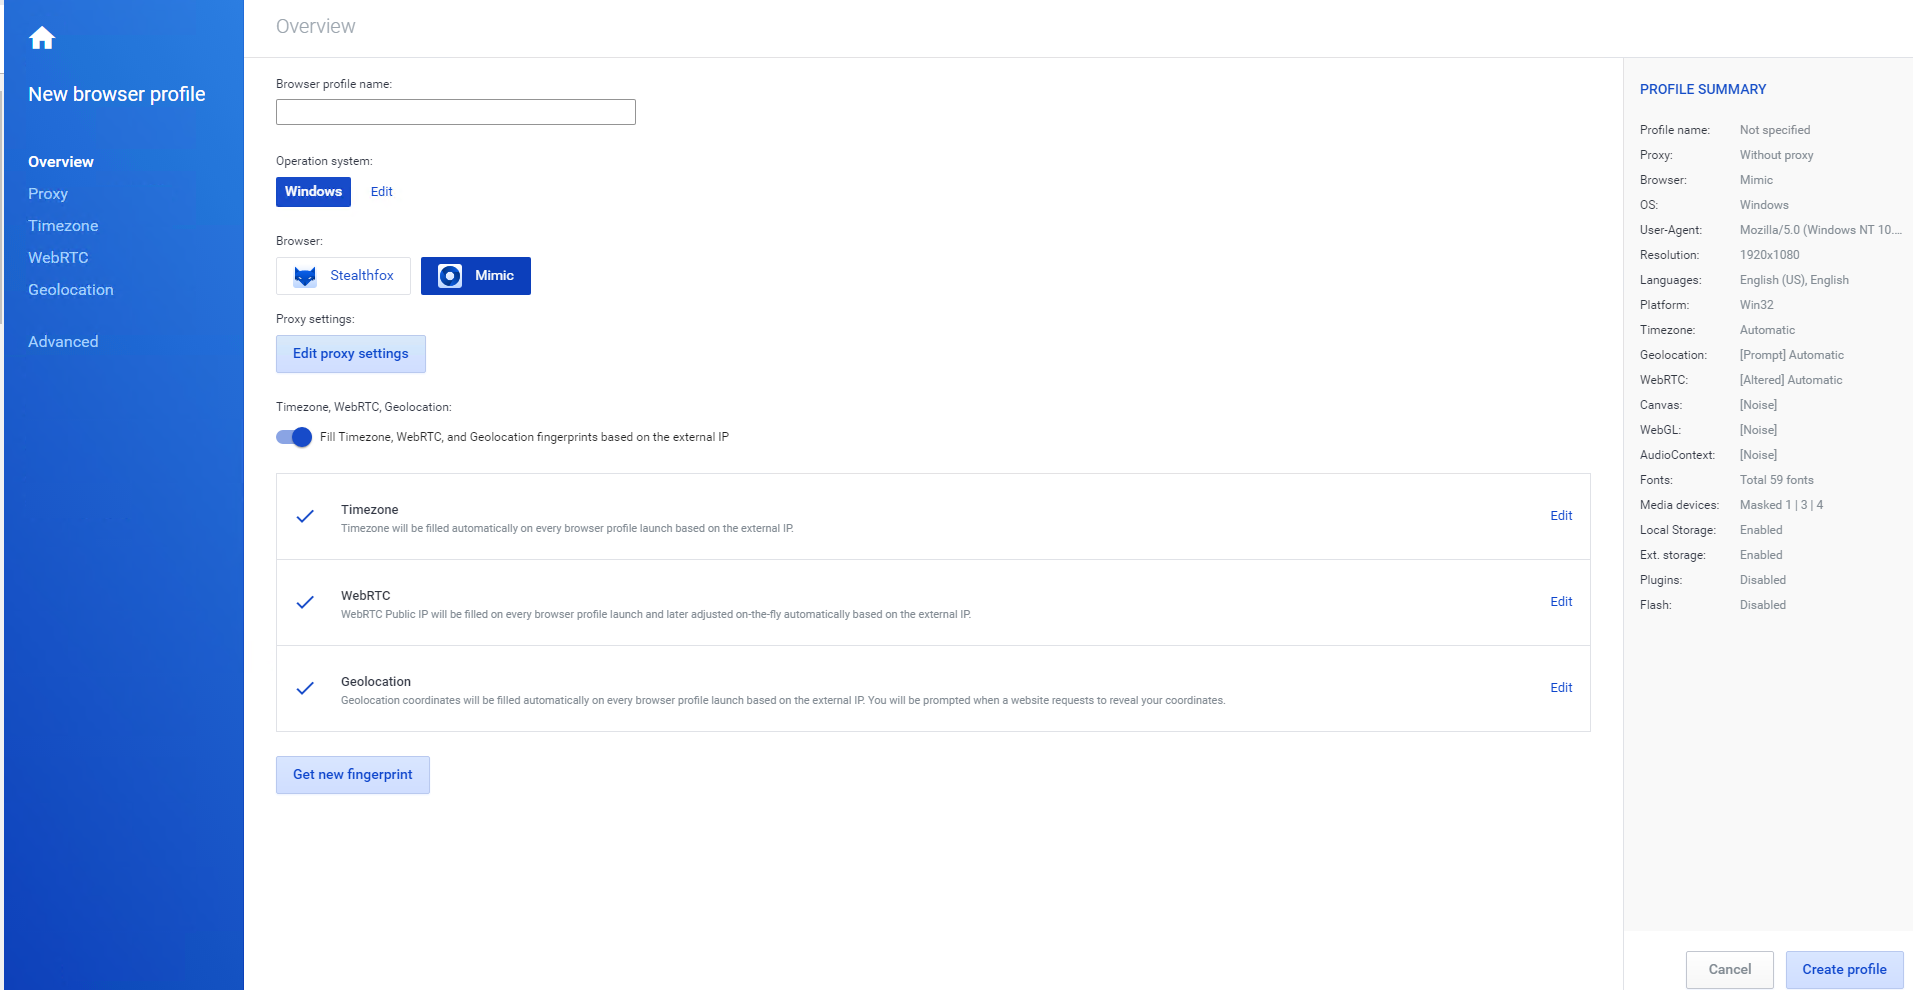 Overview
New browser profile
Overview
Proxy
Timezone
WebRTC
Geolocation
Advanced
Browser profile name:
Operation system:
Windows Edit
Browser:
Stealthfox Mimic
Proxy settings:
Edit proxy settings
Timezone, WebRTC, Geolocation:
Fill Timezone, WebRTC, and Geolocation fingerprints based on the external IP
Timezone
Timezone will be filled automatically on every browser profile launch based on the external IP.
Edit
WebRTC
WebRTC Public IP will be filled on every browser profile launch and later adjusted on-the-fly automatically based on the external IP.
Edit
Geolocation
Geolocation coordinates will be filled automatically on every browser profile launch based on the external IP. You will be prompted when a website requests to reveal your coordinates.
Edit
Get new fingerprint
PROFILE SUMMARY
Profile name: Not specified
Proxy: Without proxy
Browser: Mimic
OS: Windows
User-Agent: Mozilla/5.0 (Windows NT 10....
Resolution: 1920x1080
Languages: English (US), English
Platform: Win32
Timezone: Automatic
Geolocation: [Prompt] Automatic
WebRTC: [Altered] Automatic
Canvas: [Noise]
WebGL: [Noise]
AudioContext: [Noise]
Fonts: Total 59 fonts
Media devices: Masked 1 | 3 | 4
Local Storage: Enabled
Ext. storage: Enabled
Plugins: Disabled
Flash: Disabled
Cancel Create profile